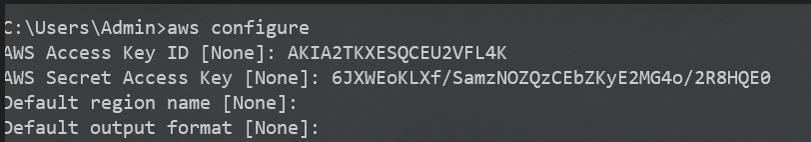 C:\Users\Admin>aws configure
AWS Access Key ID [None]: AKIA2TKXESQCEU2VFL4K
AWS Secret Access Key [None]: 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
Default region name [None]:
Default output format [None]: